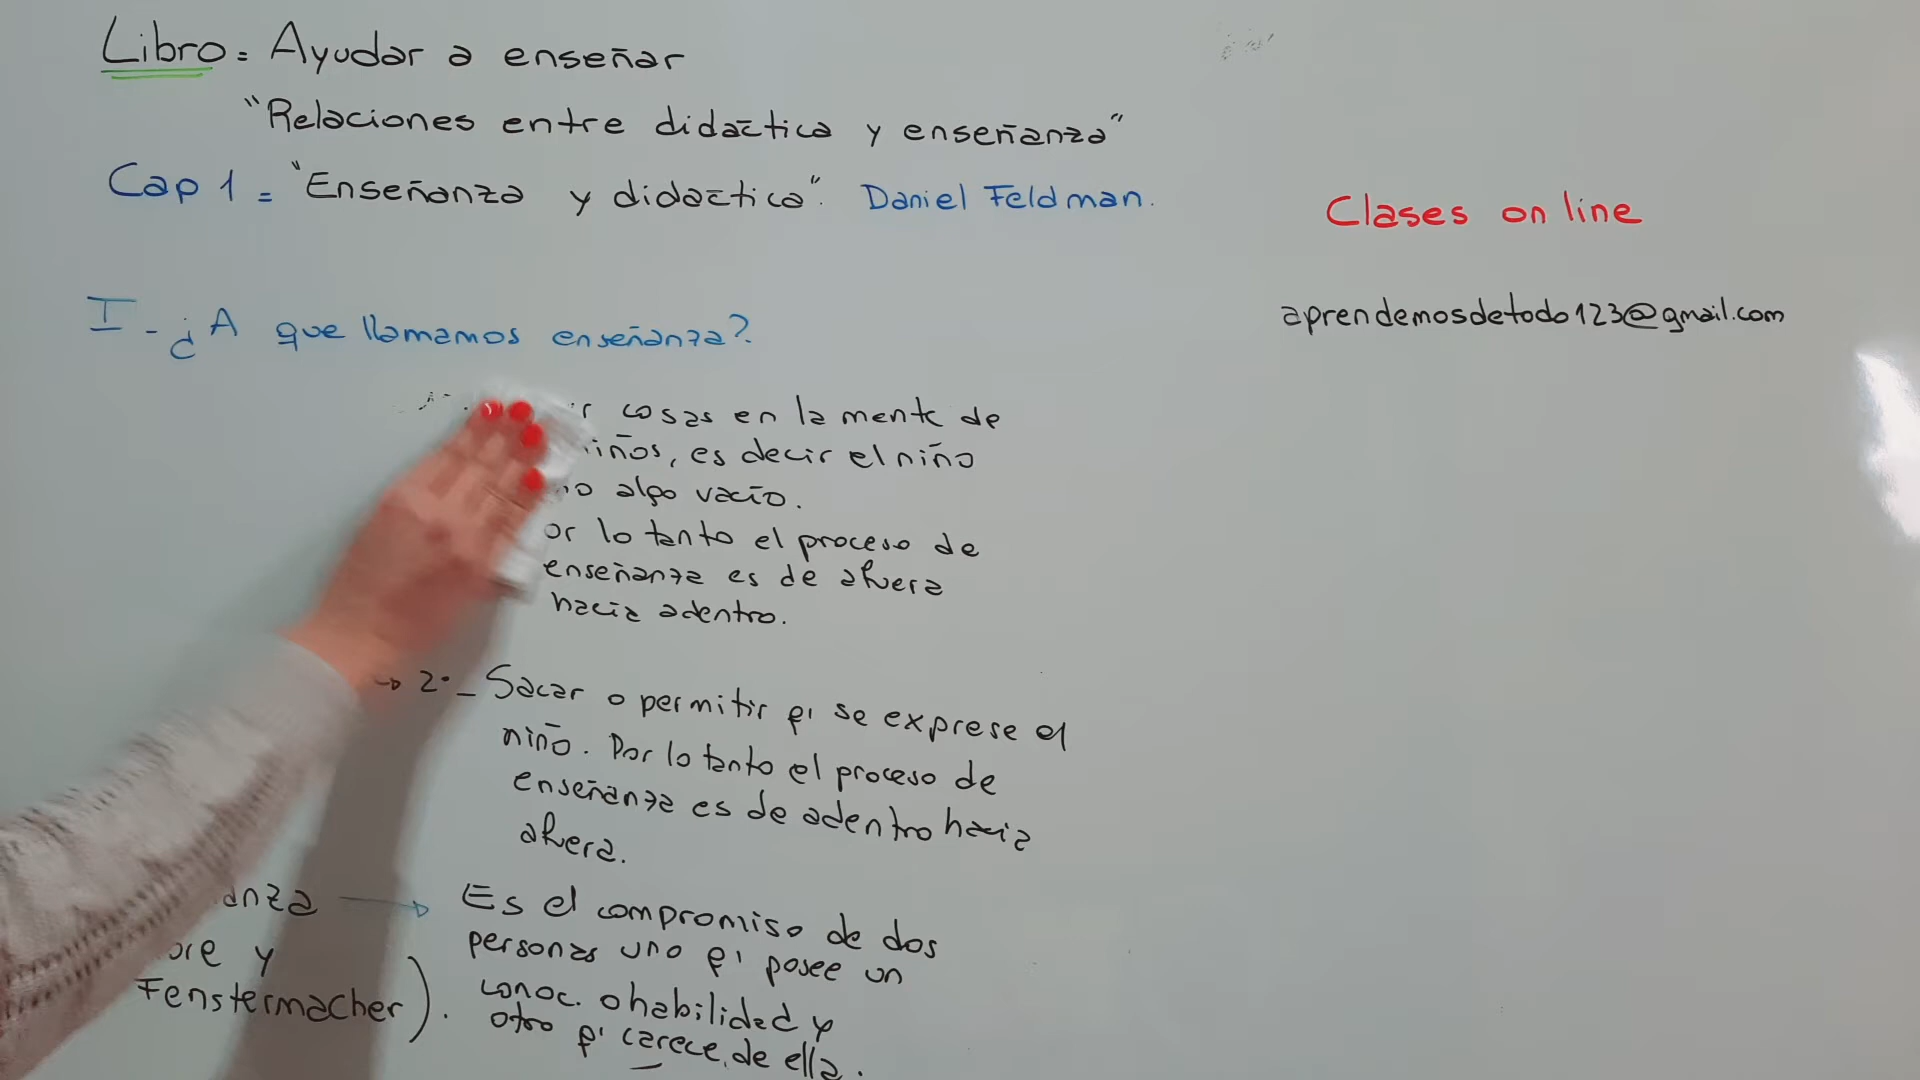 Libro = Ayudar a enseñar
"Relaciones entre didáctica y enseñanza"
Cap 1 = "Enseñanza y didáctica". Daniel Feldman.
Clases on line
aprendemosdetodo123@gmail.com
I - ¿A que llamamos enseñanza?
cosas en la mente de
es decir el niño
algo vacío.
lo tanto el proceso de
enseñanza es de afuera
hacia adentro.
→ 2º_ Sacar o permitir q' se exprese el
niño. Por lo tanto el proceso de
enseñanza es de adentro hacia
afuera.
→ Es el compromiso de dos
personas uno q' posee un
conoc. o habilidad y
otro q' carece de ella.
y
Fenstermacher).